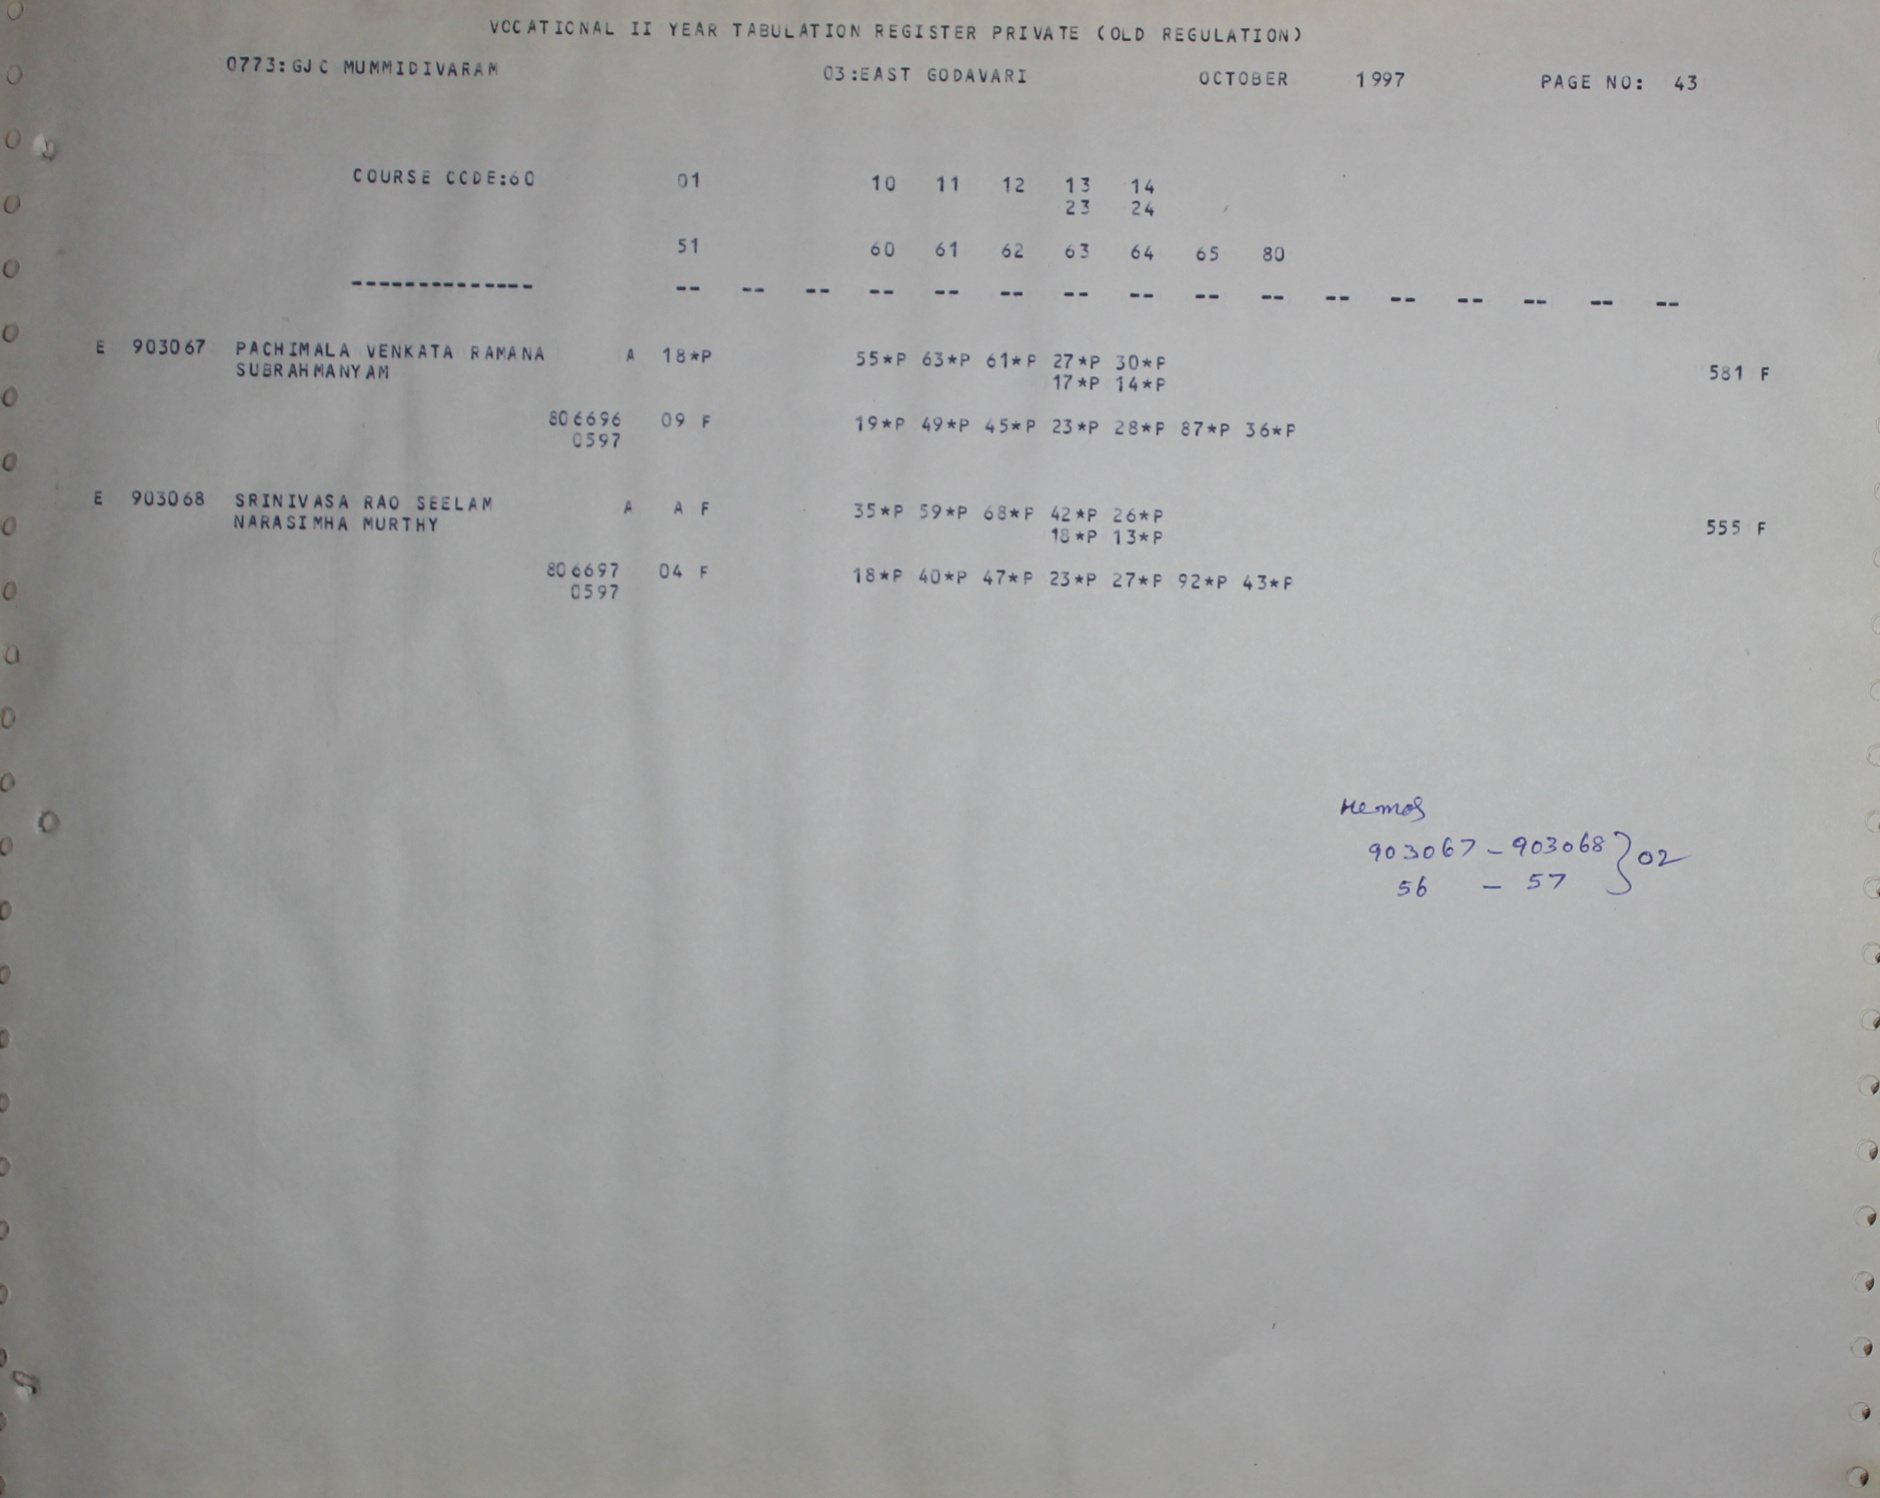 VOCATIONAL II YEAR TABULATION REGISTER PRIVATE (OLD REGULATION)
0773:GJC MUMMIDIVARAM 03:EAST GODAVARI OCTOBER 1997 PAGE NO: 43
COURSE CODE:60 01 10 11 12 13 14
23 24
51 60 61 62 63 64 65 80
-------------- -- -- -- -- -- -- -- -- -- -- -- -- -- -- -- --
E 903067 PACHIMALA VENKATA RAMANA A 18*P 55*P 63*P 61*P 27*P 30*P
SUBRAHMANYAM 17*P 14*P 581 F
806696 09 F 19*P 49*P 45*P 23*P 28*P 87*P 36*P
0597
E 903068 SRINIVASA RAO SEELAM A A F 35*P 59*P 68*P 42*P 26*P
NARASIMHA MURTHY 18*P 13*P 555 F
806697 04 F 18*P 40*P 47*P 23*P 27*P 92*P 43*P
0597
Memos
903067 - 903068 } 02
56 - 57